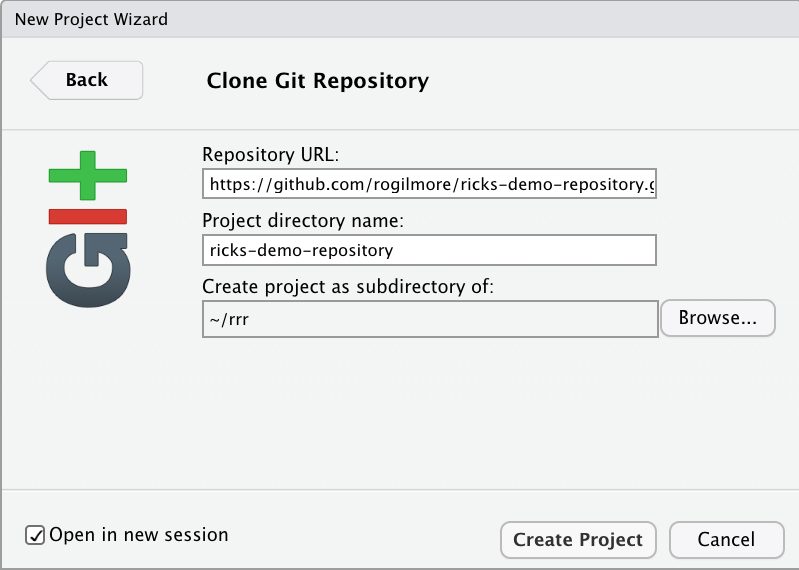 New Project Wizard
Back
Clone Git Repository
GIt
Repository URL:
https://github.com/rogilmore/ricks-demo-repository.g
Project directory name:
ricks-demo-repository
Create project as subdirectory of:
~/rrr
Browse...
Open in new session
Create Project
Cancel